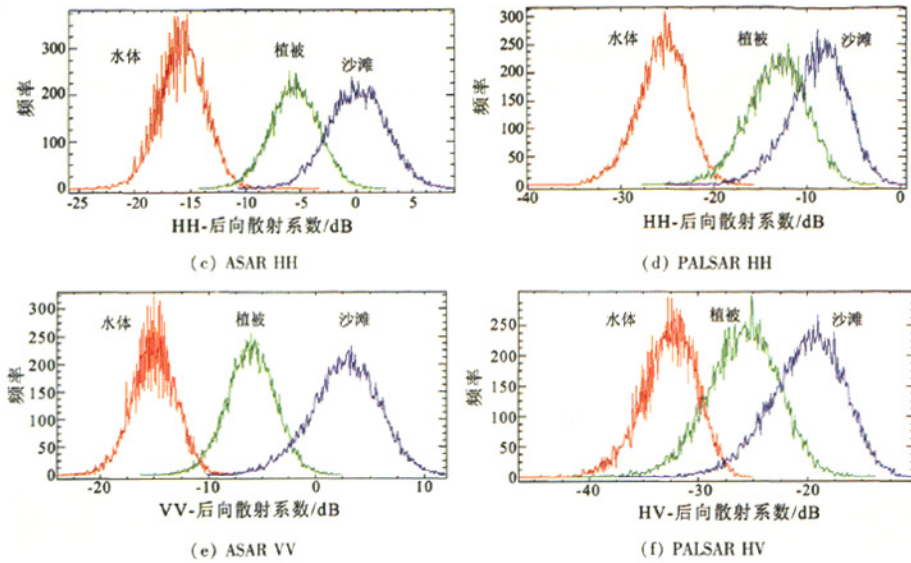 300
200
100
0
频率
水体
植被
沙滩
-25
-20
-15
-10
-5
0
5
HH-后向散射系数/dB
(c) ASAR HH
300
250
200
150
100
50
0
频率
水体
植被
沙滩
-40
-30
-20
-10
0
HH-后向散射系数/dB
(d) PALSAR HH
300
250
200
150
100
50
0
频率
水体
植被
沙滩
-20
-10
0
10
VV-后向散射系数/dB
(e) ASAR VV
250
200
150
100
50
0
频率
水体
植被
沙滩
-40
-30
-20
HV-后向散射系数/dB
(f) PALSAR HV